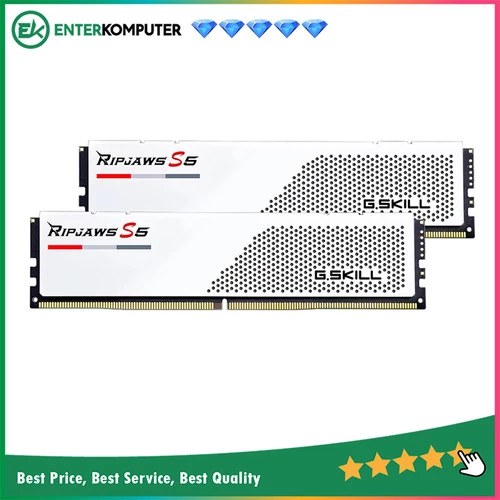 EK ENTERKOMPUTER
RIPJAWS S5
G.SKILL
RIPJAWS S5
G.SKILL
Best Price, Best Service, Best Quality